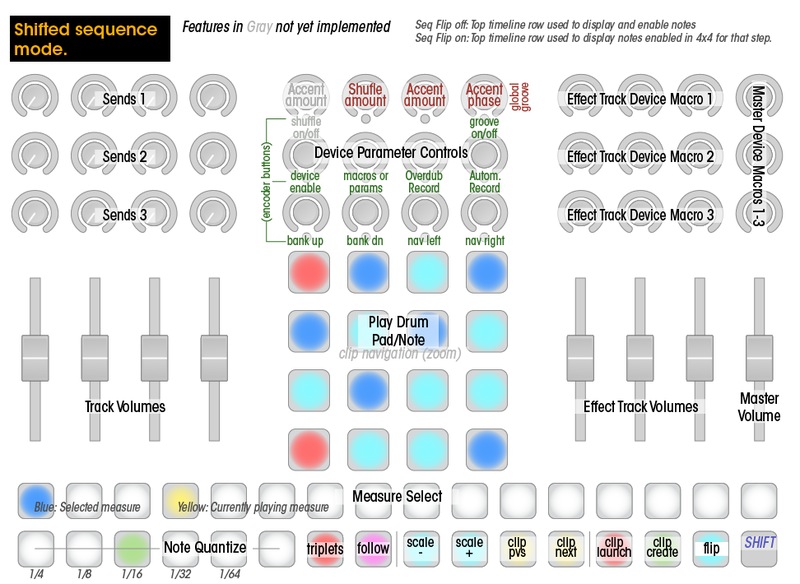 Shifted sequence
mode.
Features in Gray not yet implemented
Seq Flip off: Top timeline row used to display and enable notes
Seq Flip on: Top timeline row used to display notes enabled in 4x4 for that step.
Sends 1
Accent
amount
Shufle
amount
Accent
amount
Accent
phase
global
groove
Effect Track Device Macro 1
Master Device Macros 1-3
shuffle
on/off
groove
on/off
Sends 2
Device Parameter Controls
Effect Track Device Macro 2
(encoder buttons)
device
enable
macros or
params
Overdub
Record
Autom.
Record
Sends 3
Effect Track Device Macro 3
bank up
bank dn
nav left
nav right
Play Drum
Pad/Note
clip navigation (zoom)
Track Volumes
Effect Track Volumes
Master
Volume
Measure Select
Blue: Selected measure
Yellow: Currently playing measure
Note Quantize
triplets
follow
scale
-
scale
+
clip
pvs
clip
next
clip
launch
clip
create
flip
SHIFT
1/4
1/8
1/16
1/32
1/64